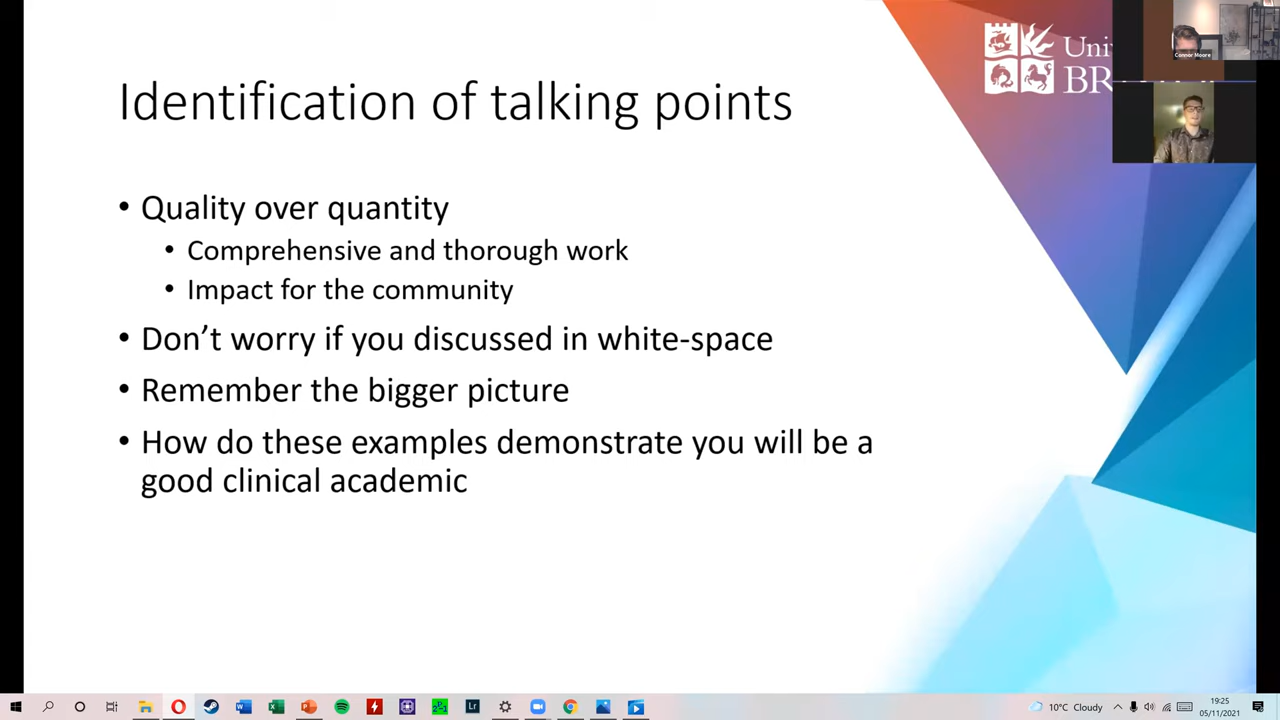 Identification of talking points
• Quality over quantity
• Comprehensive and thorough work
• Impact for the community
• Don’t worry if you discussed in white-space
• Remember the bigger picture
• How do these examples demonstrate you will be a
good clinical academic
Connor Moore
10°C Cloudy
19:25
05/11/2021